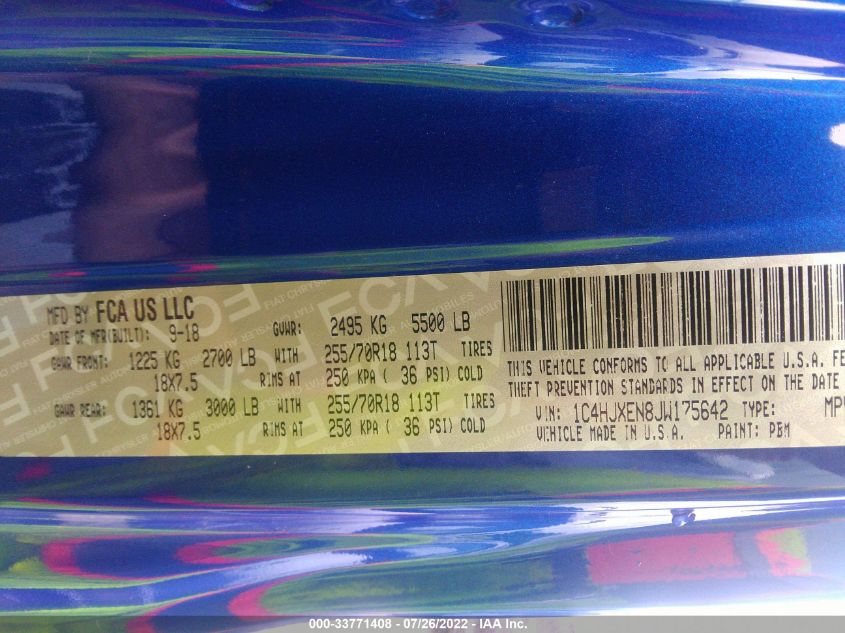 MFD BY FCA US LLC
DATE OF MFR(BUILT): 9-18
GVWR: 2495 KG 5500 LB
GAWR FRONT: 1225 KG 2700 LB WITH 255/70R18 113T TIRES
18X7.5 RIMS AT 250 KPA ( 36 PSI) COLD
GAWR REAR: 1361 KG 3000 LB WITH 255/70R18 113T TIRES
18X7.5 RIMS AT 250 KPA ( 36 PSI) COLD
THIS VEHICLE CONFORMS TO ALL APPLICABLE U.S.A. FE
THEFT PREVENTION STANDARDS IN EFFECT ON THE DATE
VIN: 1C4HJXEN8JW175642 TYPE: MPV
VEHICLE MADE IN U.S.A. PAINT: PBM
000-33771408 - 07/26/2022 - IAA Inc.